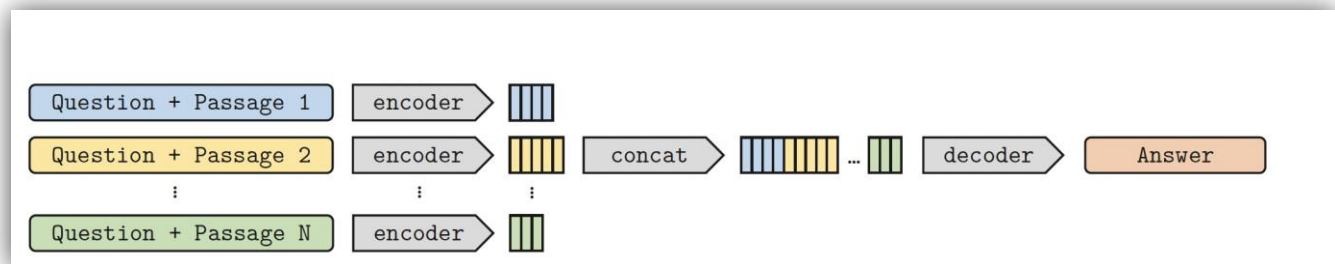 Question + Passage 1 encoder
Question + Passage 2 encoder concat … decoder Answer
⋮ ⋮ ⋮
Question + Passage N encoder